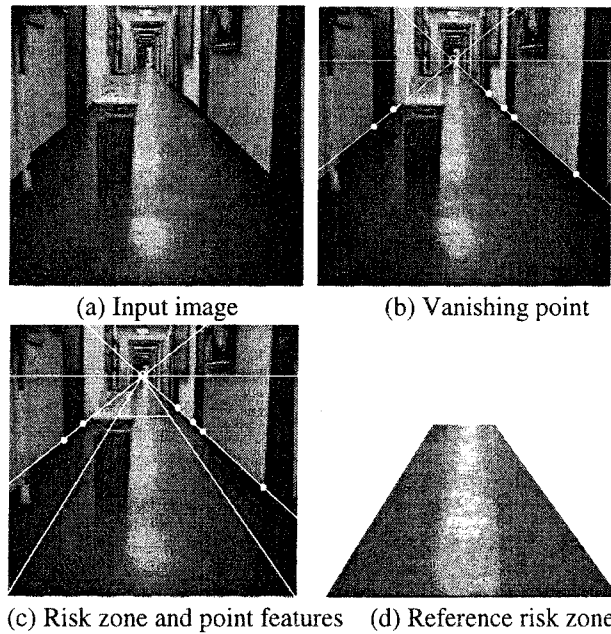 (a) Input image
(b) Vanishing point
(c) Risk zone and point features
(d) Reference risk zone